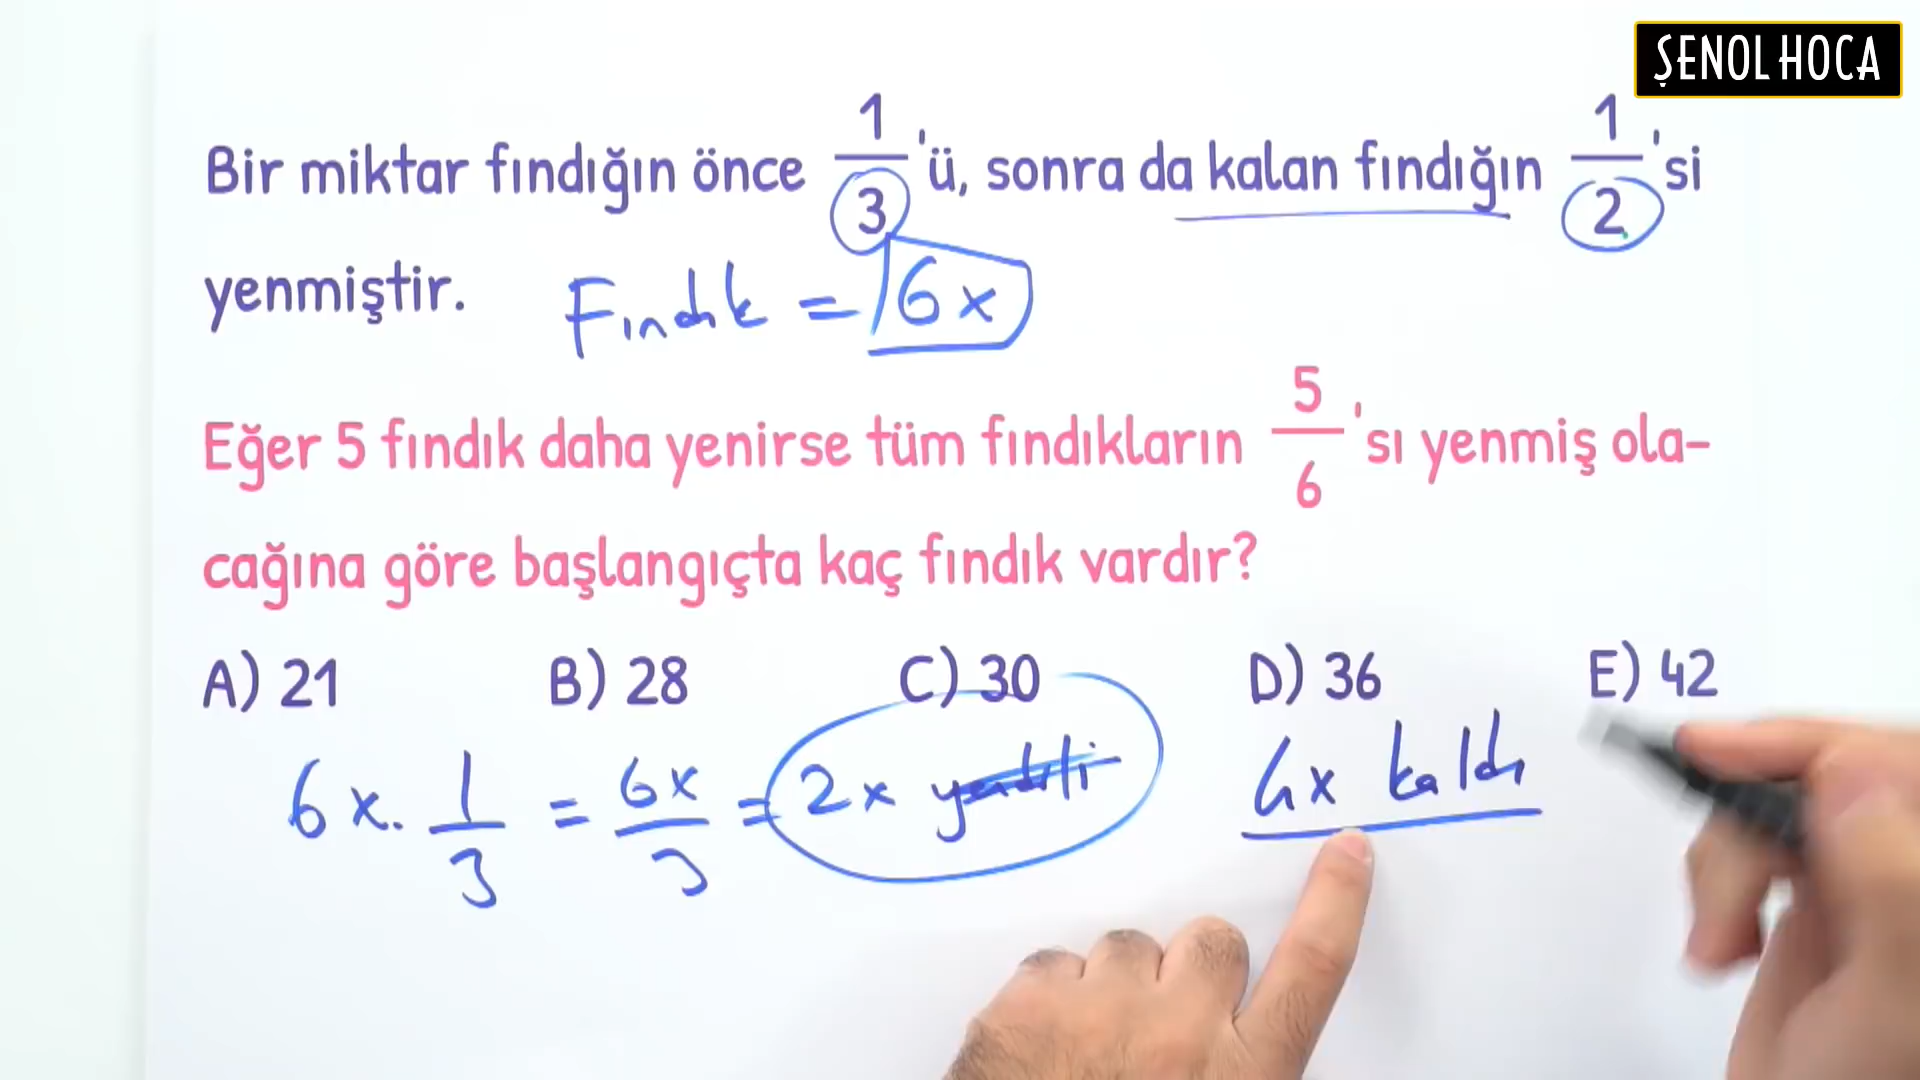 ŞENOL HOCA
Bir miktar fındığın önce 1/3'ü, sonra da kalan fındığın 1/2'si
yenmiştir.
Fındık = 6x
Eğer 5 fındık daha yenirse tüm fındıkların 5/6'sı yenmiş ola-
cağına göre başlangıçta kaç fındık vardır?
A) 21 B) 28 C) 30 D) 36 E) 42
6x · 1/3 = 6x/3 = 2x yendi 4x kaldı